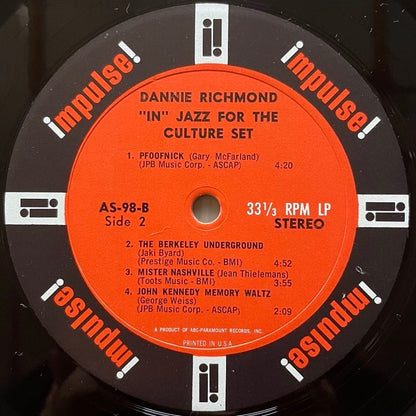 impulse!
impulse!
DANNIE RICHMOND
"IN" JAZZ FOR THE
CULTURE SET
1. PFOOFNICK (Gary McFarland)
(JPB Music Corp. - ASCAP) 4:20
AS-98-B
Side 2
33 1/3 RPM LP
STEREO
2. THE BERKELEY UNDERGROUND
(Jaki Byard)
(Prestige Music Co. - BMI) 4:52
3. MISTER NASHVILLE (Jean Thielemans)
(Toots Music - BMI) 3:55
4. JOHN KENNEDY MEMORY WALTZ
(George Weiss)
(JPB Music Corp. - ASCAP) 2:09
A PRODUCT OF ABC-PARAMOUNT RECORDS, INC.
PRINTED IN U.S.A
impulse!
impulse!